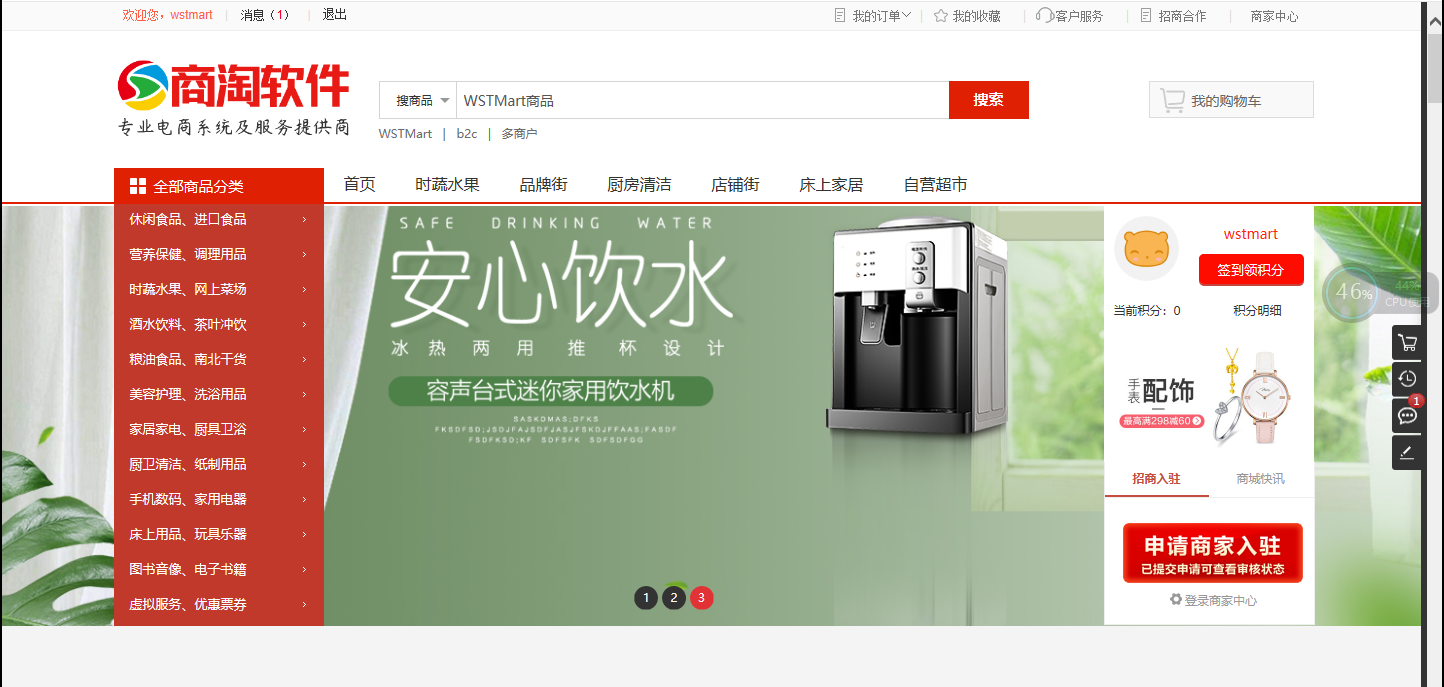 欢迎您，wstmart
消息（1）
退出
我的订单
我的收藏
客户服务
招商合作
商家中心
商淘软件
专业电商系统及服务提供商
搜商品
WSTMart商品
搜索
我的购物车
WSTMart | b2c | 多商户
全部商品分类
首页
时蔬水果
品牌街
厨房清洁
店铺街
床上家居
自营超市
休闲食品、进口食品
营养保健、调理用品
时蔬水果、网上菜场
酒水饮料、茶叶冲饮
粮油食品、南北干货
美容护理、洗浴用品
家居家电、厨具卫浴
厨卫清洁、纸制用品
手机数码、家用电器
床上用品、玩具乐器
图书音像、电子书籍
虚拟服务、优惠票券
SAFE DRINKING WATER
安心饮水
冰热两用推杯设计
容声台式迷你家用饮水机
SASKDMAS;DFKS
FKSDFSD;JSDJFAJSDFJASJFSKDJFFAAS;FASDF
FSDFKSD;KF SDFSFK SDFSDFGG
1
2
3
wstmart
签到领积分
当前积分：0
积分明细
手表
配饰
最高满298减60
招商入驻
商城快讯
申请商家入驻
已提交申请可查看审核状态
登录商家中心
46%
44%
CPU使用
1